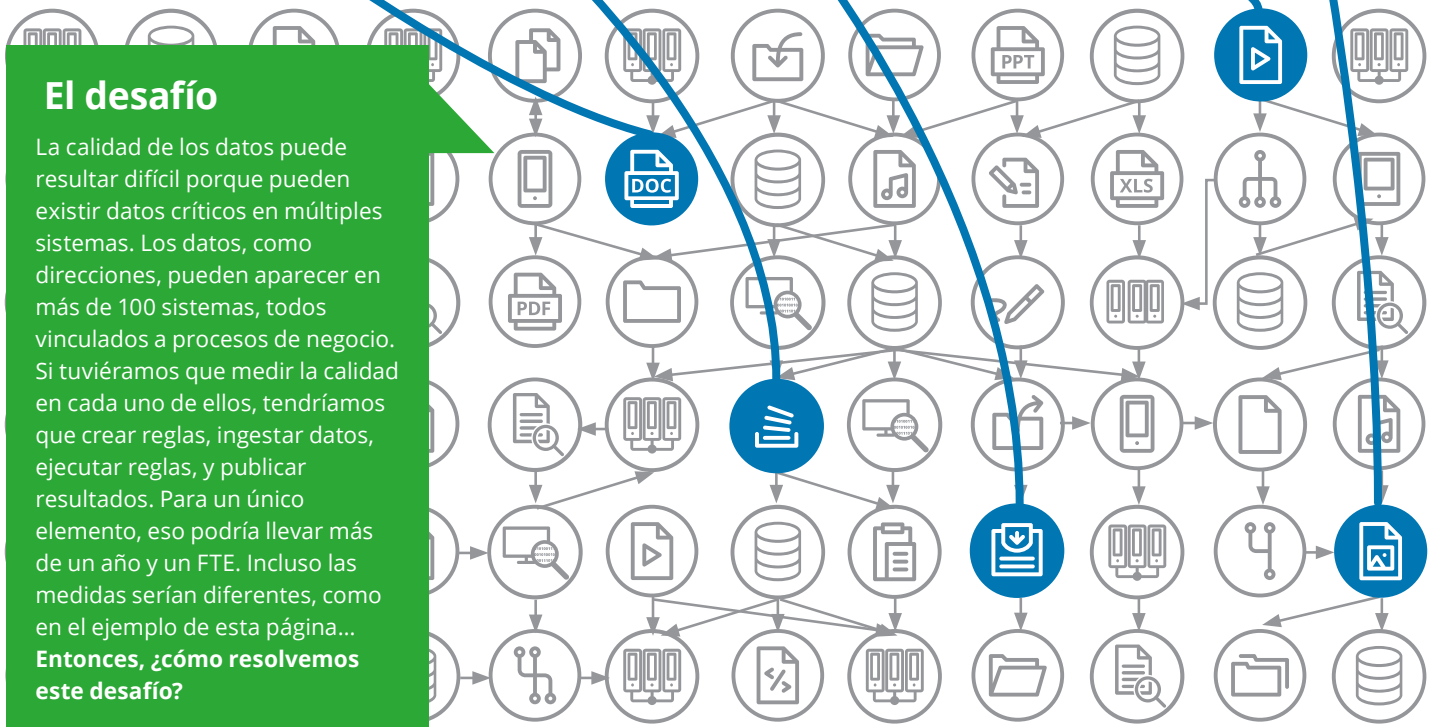 El desafío
La calidad de los datos puede
resultar difícil porque pueden
existir datos críticos en múltiples
sistemas. Los datos, como
direcciones, pueden aparecer en
más de 100 sistemas, todos
vinculados a procesos de negocio.
Si tuviéramos que medir la calidad
en cada uno de ellos, tendríamos
que crear reglas, ingestar datos,
ejecutar reglas, y publicar
resultados. Para un único
elemento, eso podría llevar más
de un año y un FTE. Incluso las
medidas serían diferentes, como
en el ejemplo de esta página...
Entonces, ¿cómo resolvemos
este desafío?
PPT
DOC
XLS
PDF